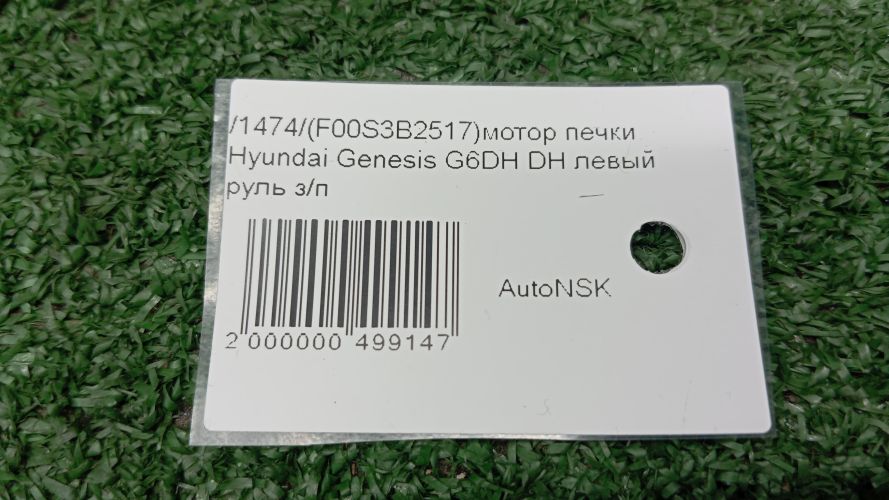 /1474/(F00S3B2517)мотор печки
Hyundai Genesis G6DH DH левый
руль з/п
AutoNSK
2 000000 499147